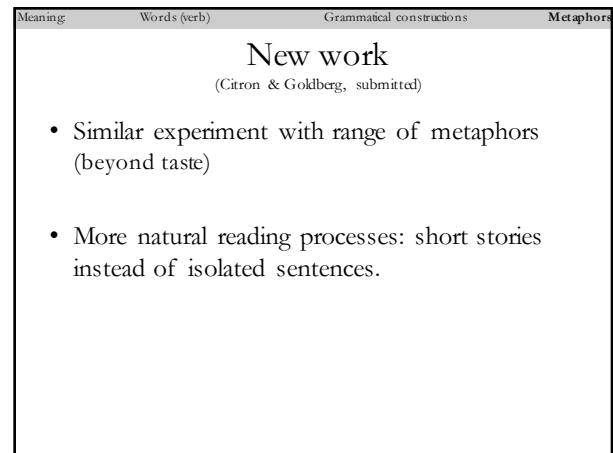 Meaning: Words (verb) Grammatical constructions Metaphors
New work
(Citron & Goldberg, submitted)
• Similar experiment with range of metaphors
(beyond taste)
• More natural reading processes: short stories
instead of isolated sentences.